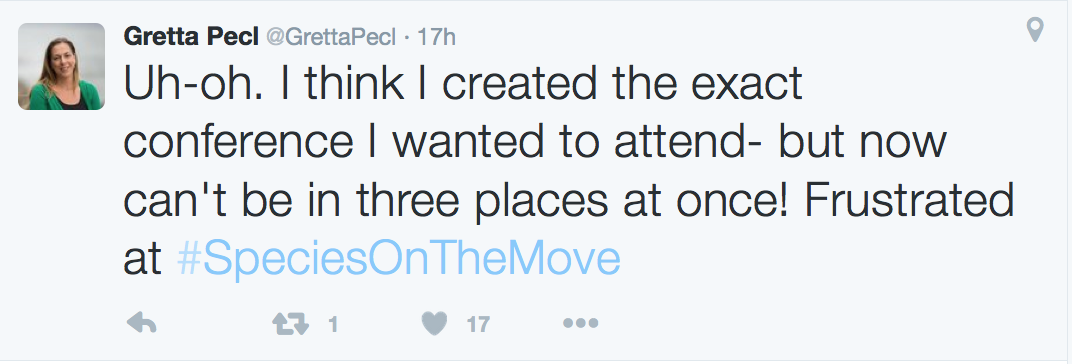 Gretta Pecl @GrettaPecl · 17h
Uh-oh. I think I created the exact
conference I wanted to attend- but now
can't be in three places at once! Frustrated
at #SpeciesOnTheMove
1 17